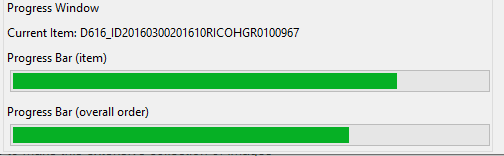 Progress Window
Current Item: D616_ID20160300201610RICOHGR0100967
Progress Bar (item)
Progress Bar (overall order)